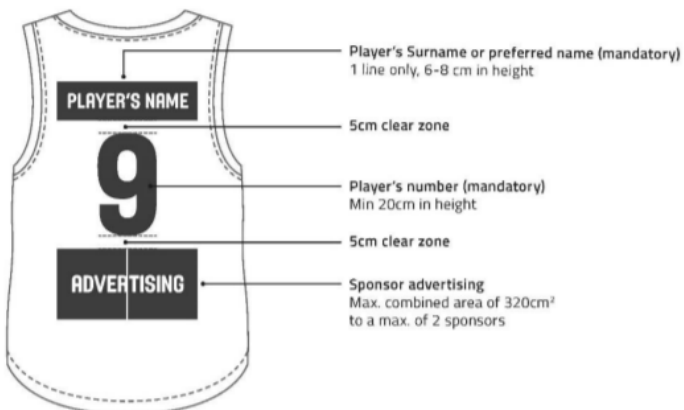 Player's Surname or preferred name (mandatory)
1 line only, 6-8 cm in height
PLAYER'S NAME
5cm clear zone
9
Player's number (mandatory)
Min 20cm in height
5cm clear zone
ADVERTISING
Sponsor advertising
Max. combined area of 320cm²
to a max. of 2 sponsors